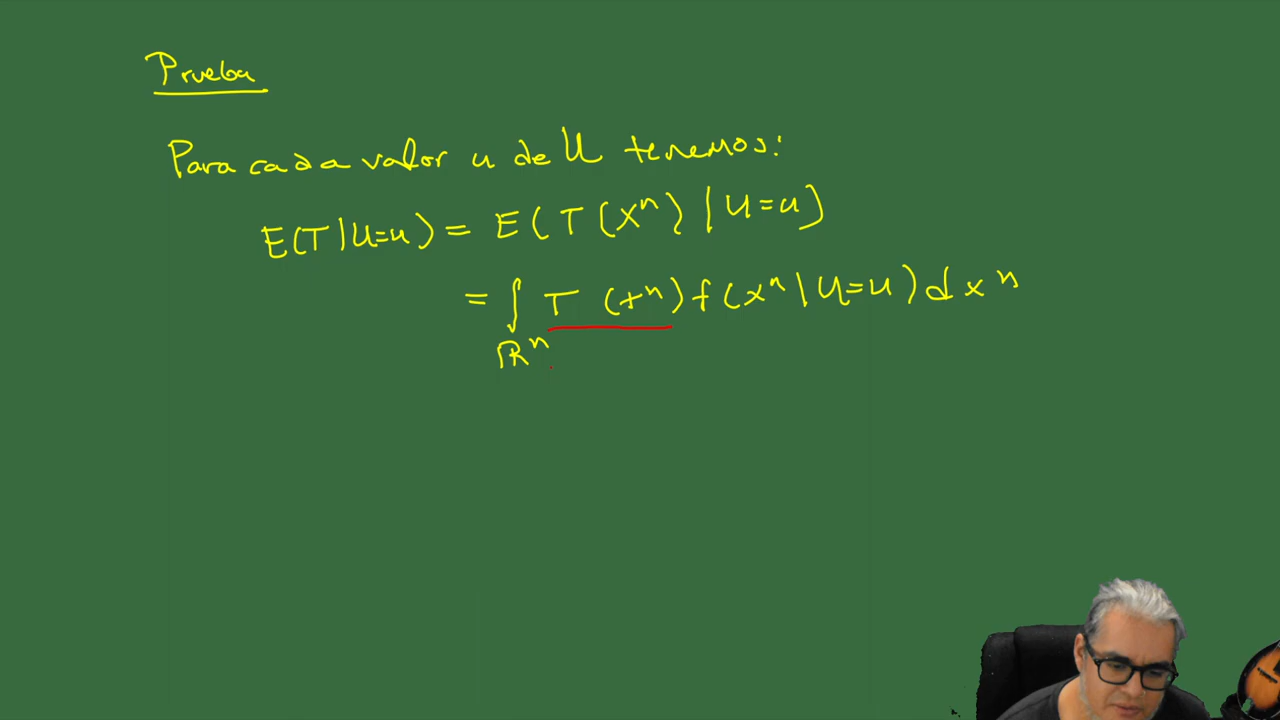 Prueba
Para cada valor u de U tenemos:
E(T|U=u) = E(T(X^n)|U=u)
= ∫_{ℝ^n} T(x^n) f(x^n|U=u) dx^n